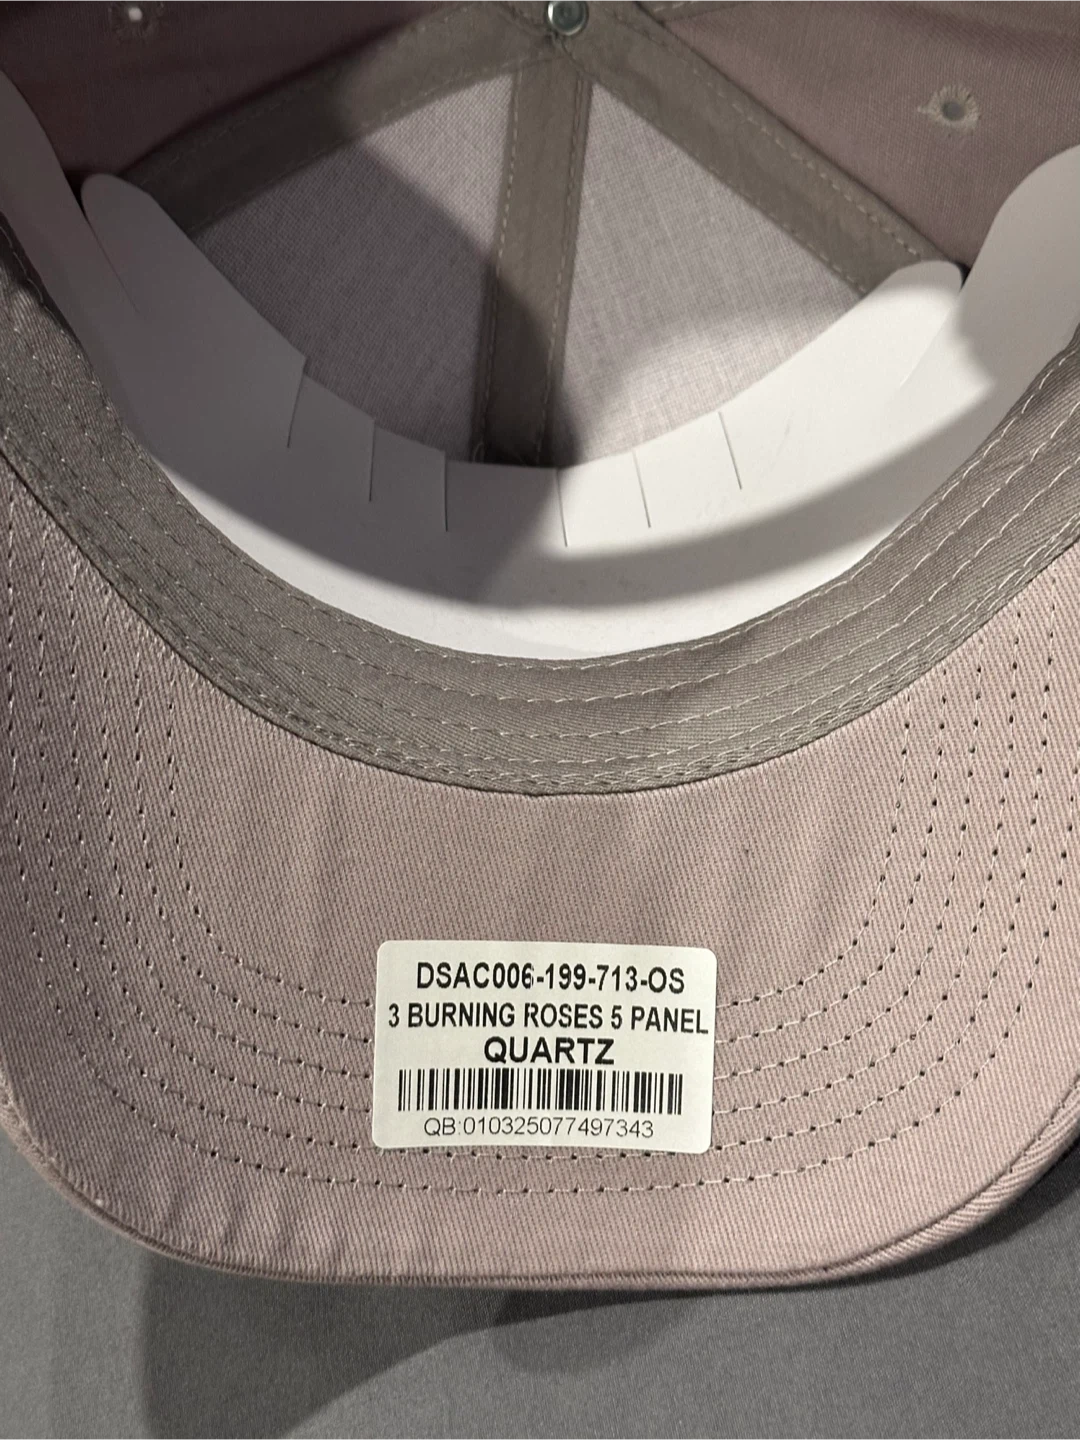 DSAC006-199-713-OS
3 BURNING ROSES 5 PANEL
QUARTZ
QB:010325077497343